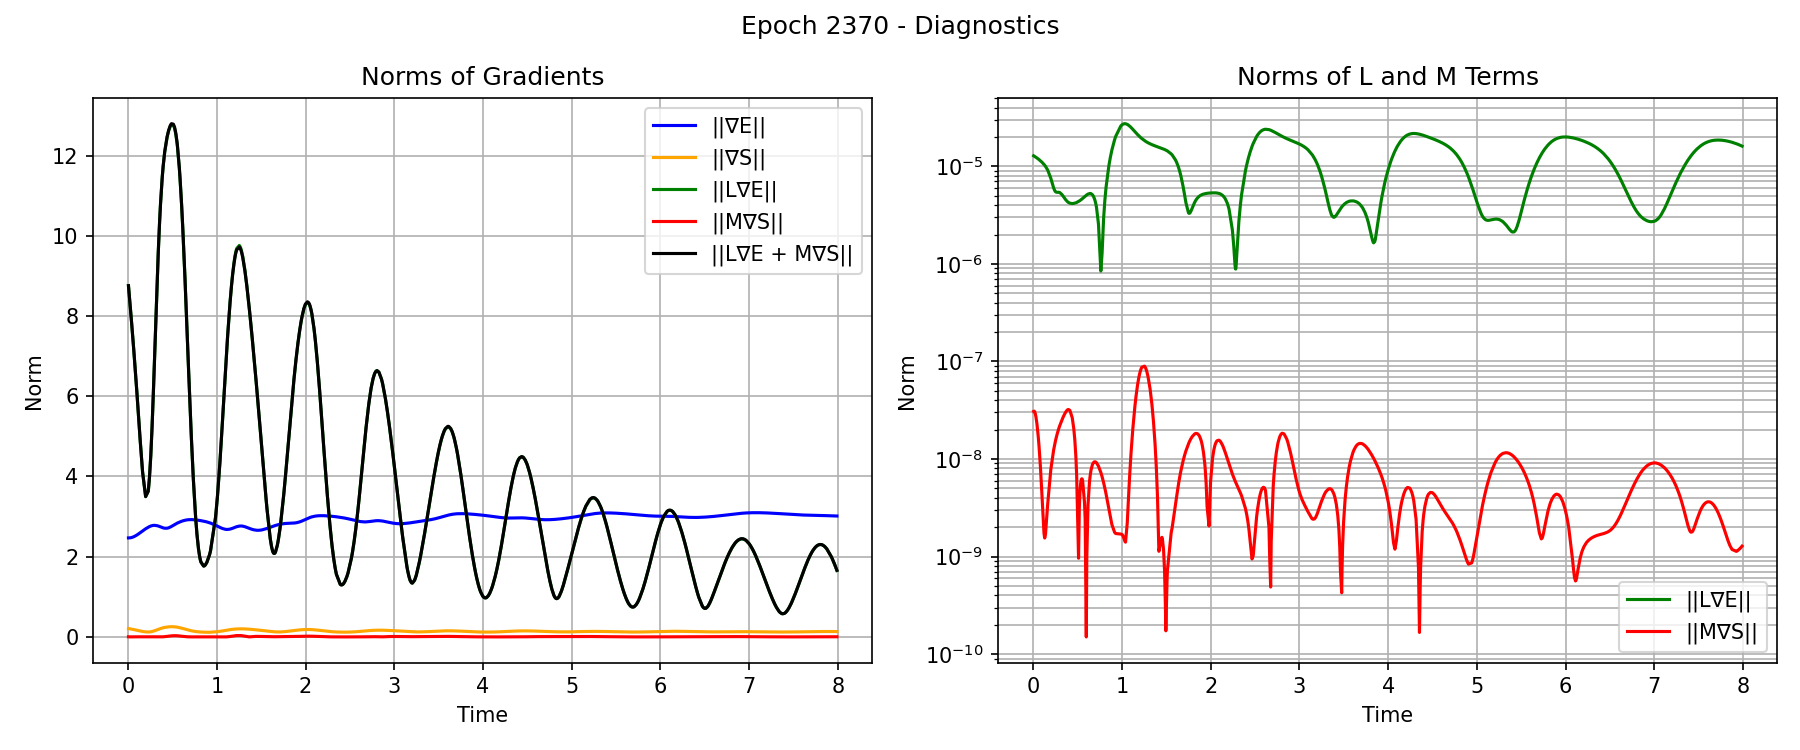 Epoch 2370 - Diagnostics
Norms of Gradients
Norm
12
10
8
6
4
2
0
||∇E||
||∇S||
||L∇E||
||M∇S||
||L∇E + M∇S||
0 1 2 3 4 5 6 7 8
Time
Norms of L and M Terms
Norm
10⁻⁵
10⁻⁶
10⁻⁷
10⁻⁸
10⁻⁹
10⁻¹⁰
||L∇E||
||M∇S||
0 1 2 3 4 5 6 7 8
Time